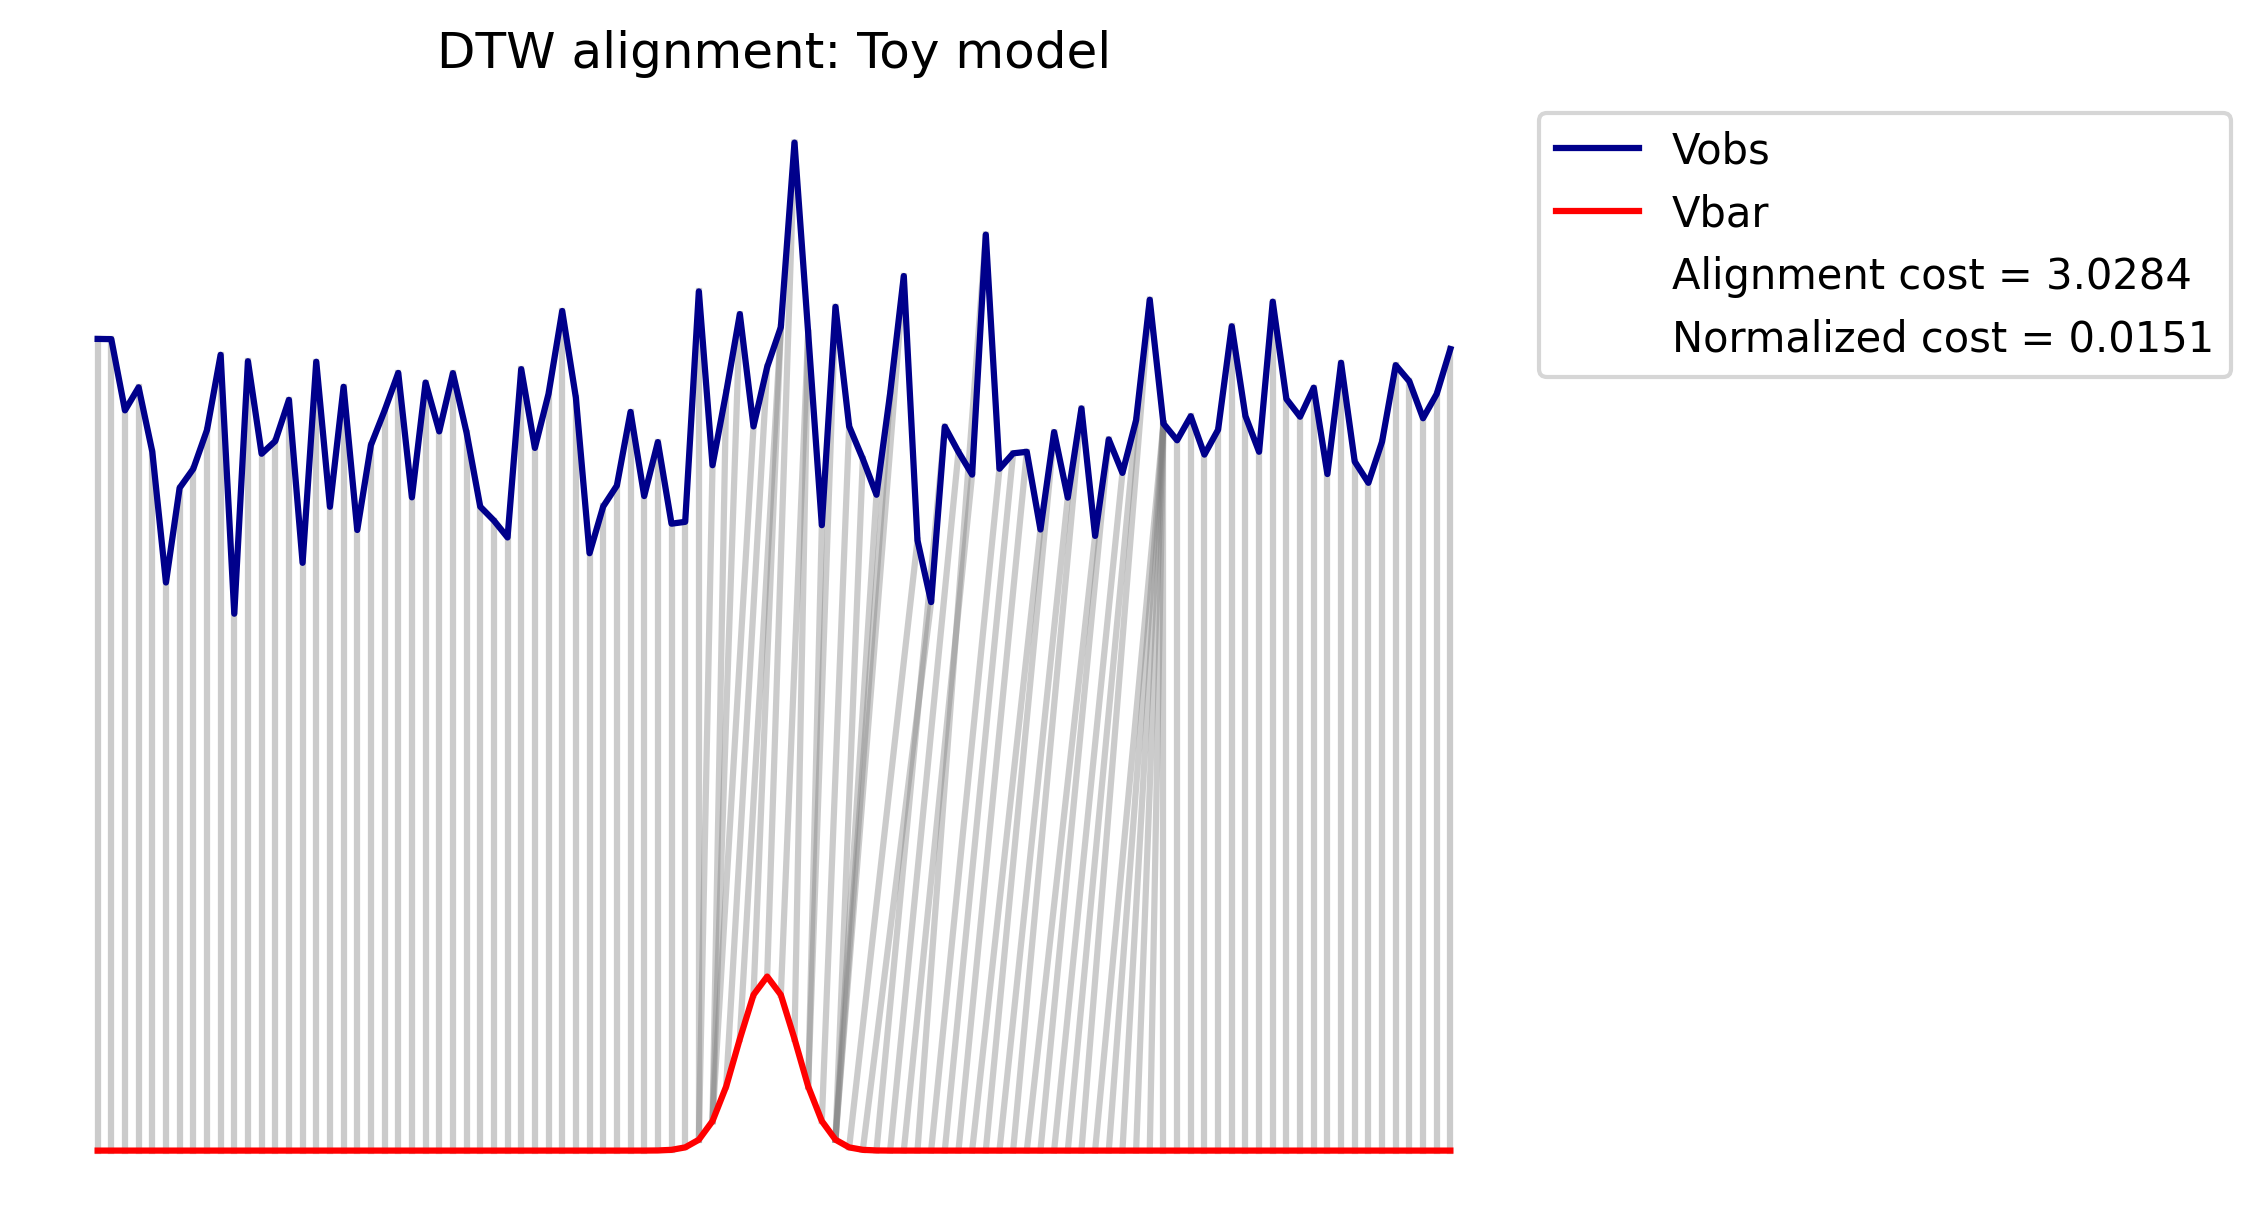 DTW alignment: Toy model
Vobs
Vbar
Alignment cost = 3.0284
Normalized cost = 0.0151